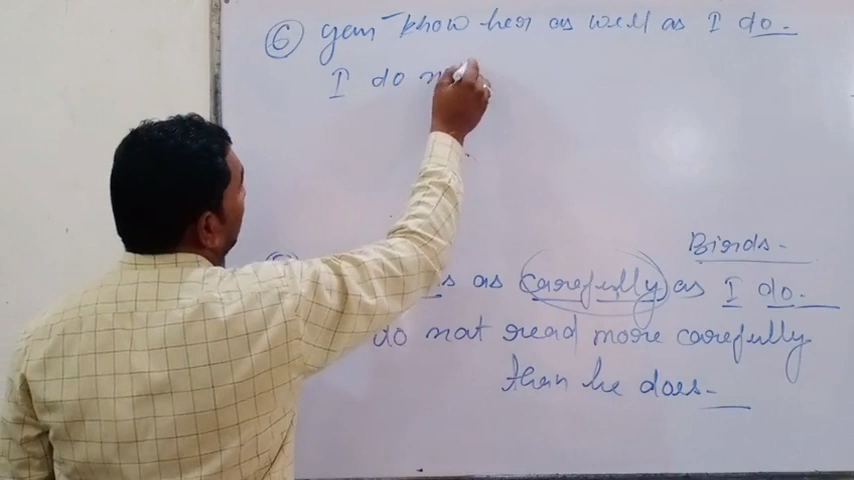 6 you know her as well as I do.
I do n
Birds.
s as carefully as I do.
do not read more carefully
than he does.